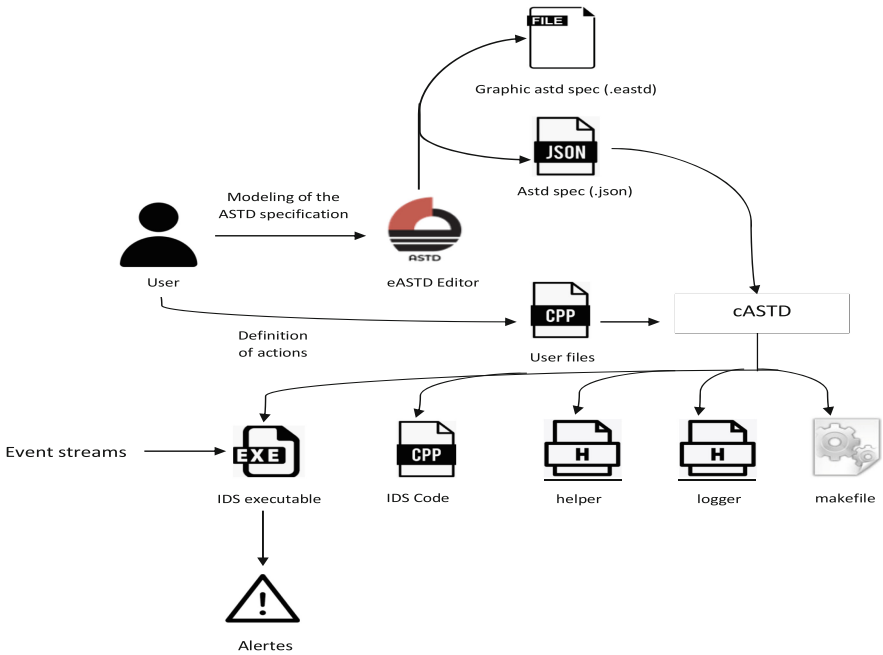 FILE
Graphic astd spec (.eastd)
JSON
Astd spec (.json)
Modeling of the
ASTD specification
ASTD
User
eASTD Editor
CPP
cASTD
Definition
of actions
User files
Event streams
EXE
CPP
H
H
IDS executable
IDS Code
helper
logger
makefile
!
Alertes